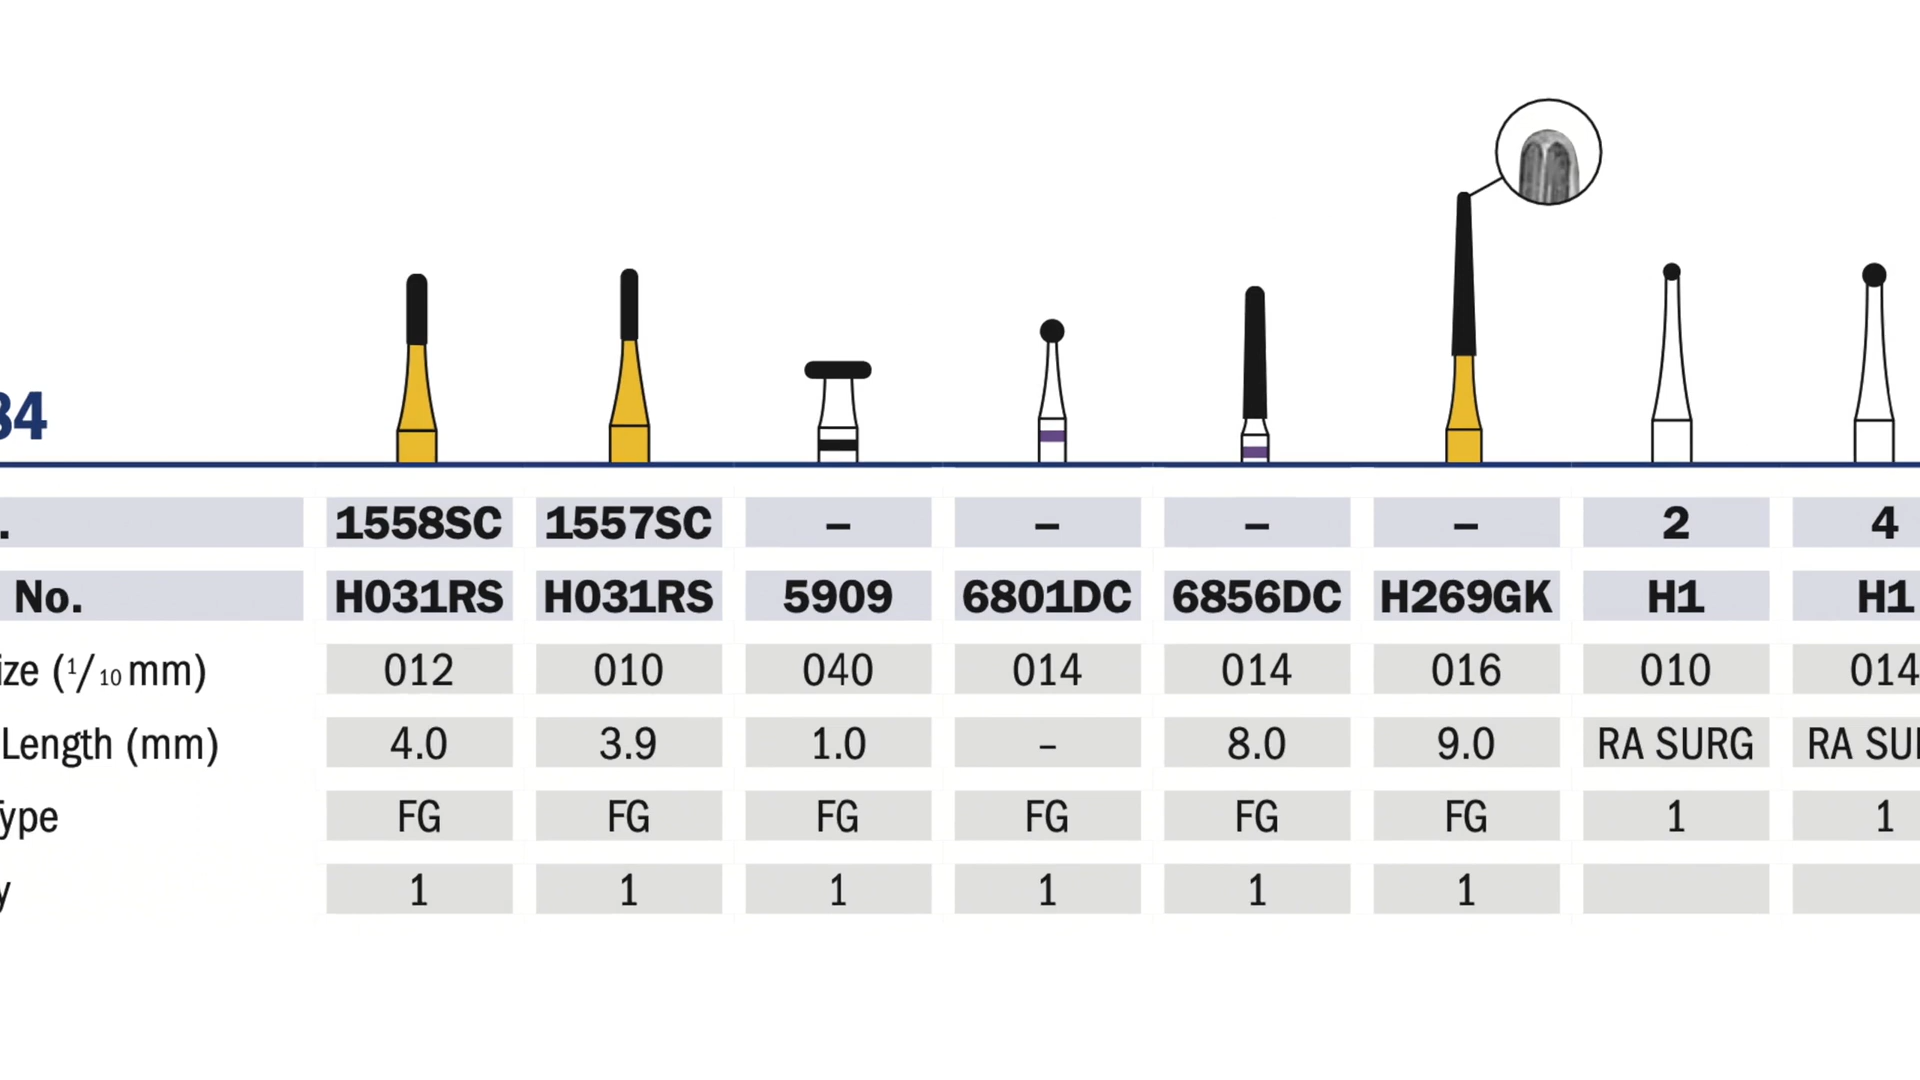 34
. 1558SC 1557SC – – – – 2 4
No. H031RS H031RS 5909 6801DC 6856DC H269GK H1 H1
ize (1/10 mm) 012 010 040 014 014 016 010 014
Length (mm) 4.0 3.9 1.0 – 8.0 9.0 RA SURG RA SU
ype FG FG FG FG FG FG 1 1
y 1 1 1 1 1 1